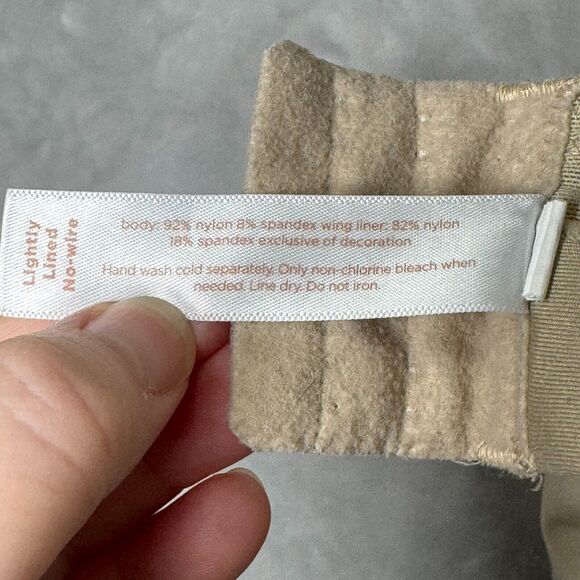 Lightly
Lined
No-wire
body: 92% nylon 8% spandex wing liner: 82% nylon
18% spandex exclusive of decoration
Hand wash cold separately. Only non-chlorine bleach when
needed. Line dry. Do not iron.